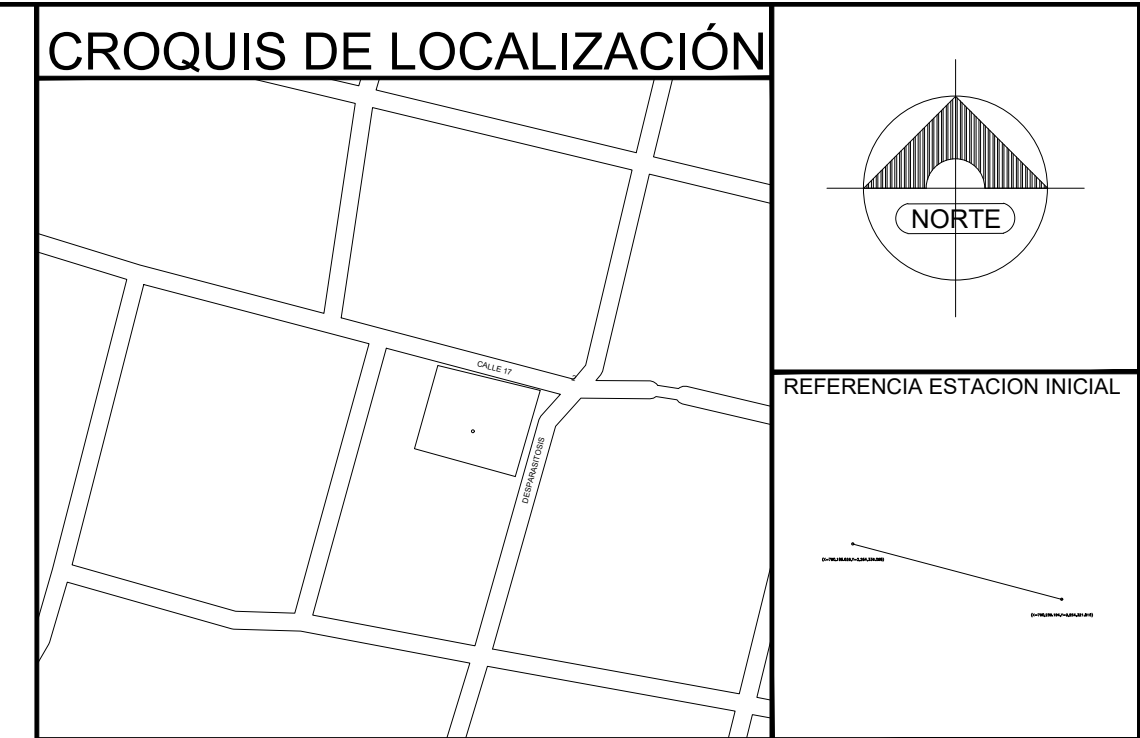 CROQUIS DE LOCALIZACIÓN
NORTE
CALLE 17
DESPARASITOSIS
REFERENCIA ESTACION INICIAL